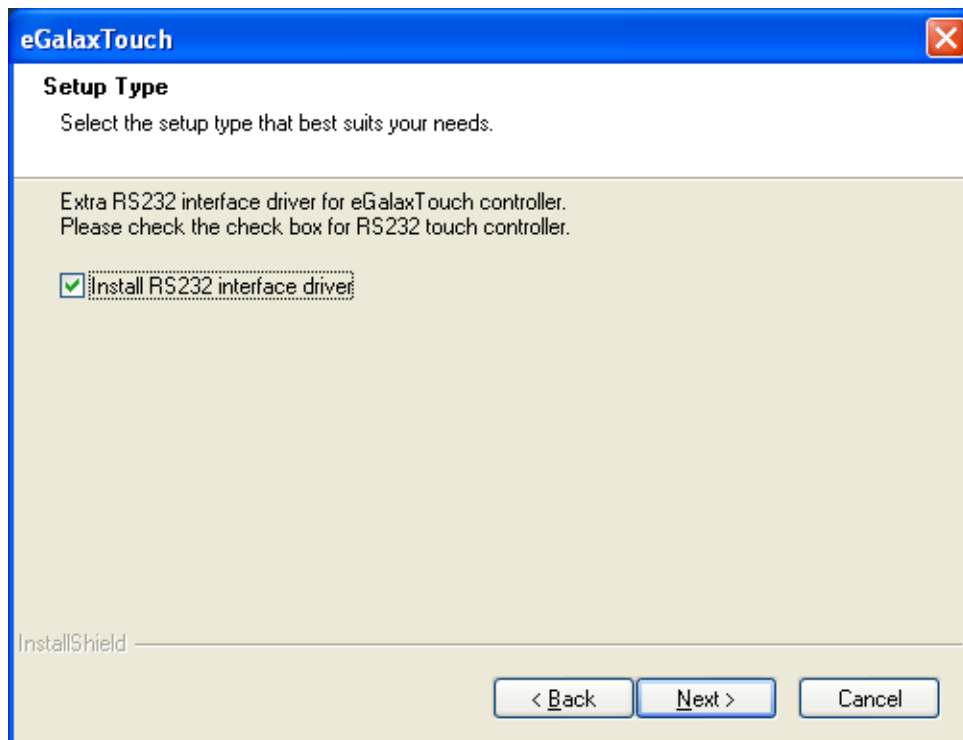 eGalaxTouch
Setup Type
Select the setup type that best suits your needs.
Extra RS232 interface driver for eGalaxTouch controller.
Please check the check box for RS232 touch controller.
Install RS232 interface driver
InstallShield
< Back
Next >
Cancel